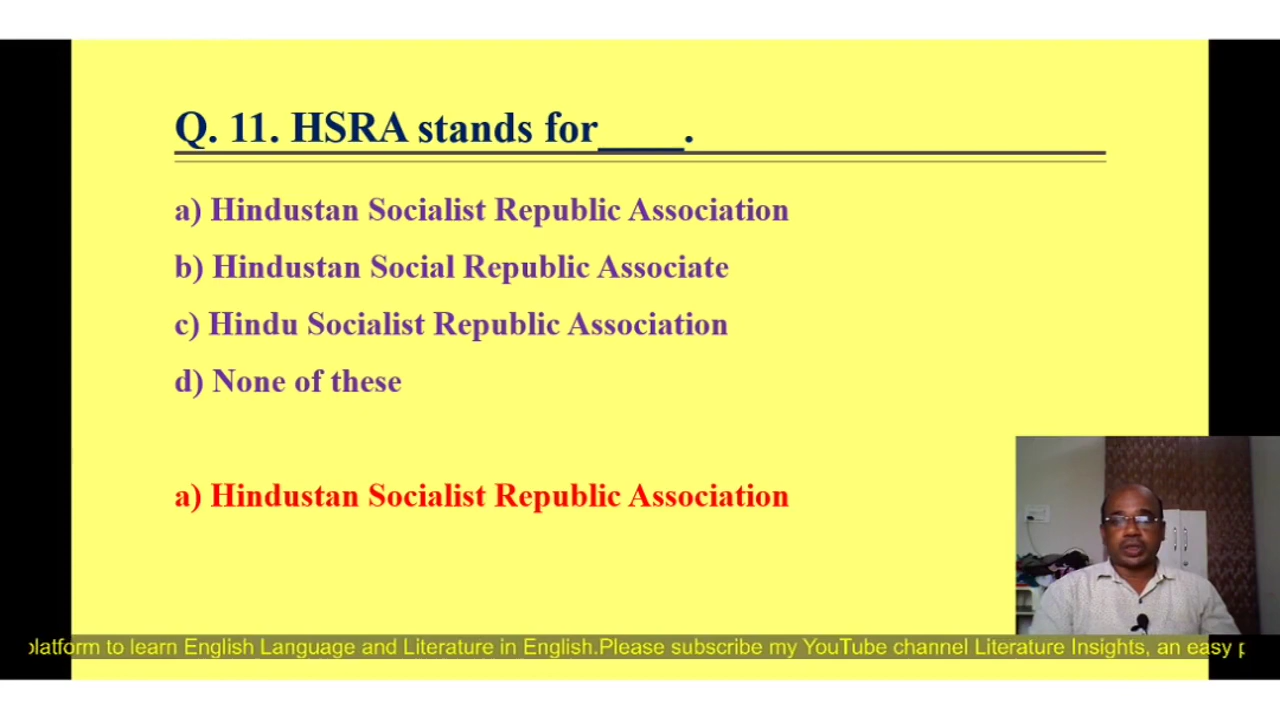 Q. 11. HSRA stands for____.
a) Hindustan Socialist Republic Association
b) Hindustan Social Republic Associate
c) Hindu Socialist Republic Association
d) None of these
a) Hindustan Socialist Republic Association
to learn English Language and Literature in English.Please subscribe my YouTube channel Literature Insights, an easy